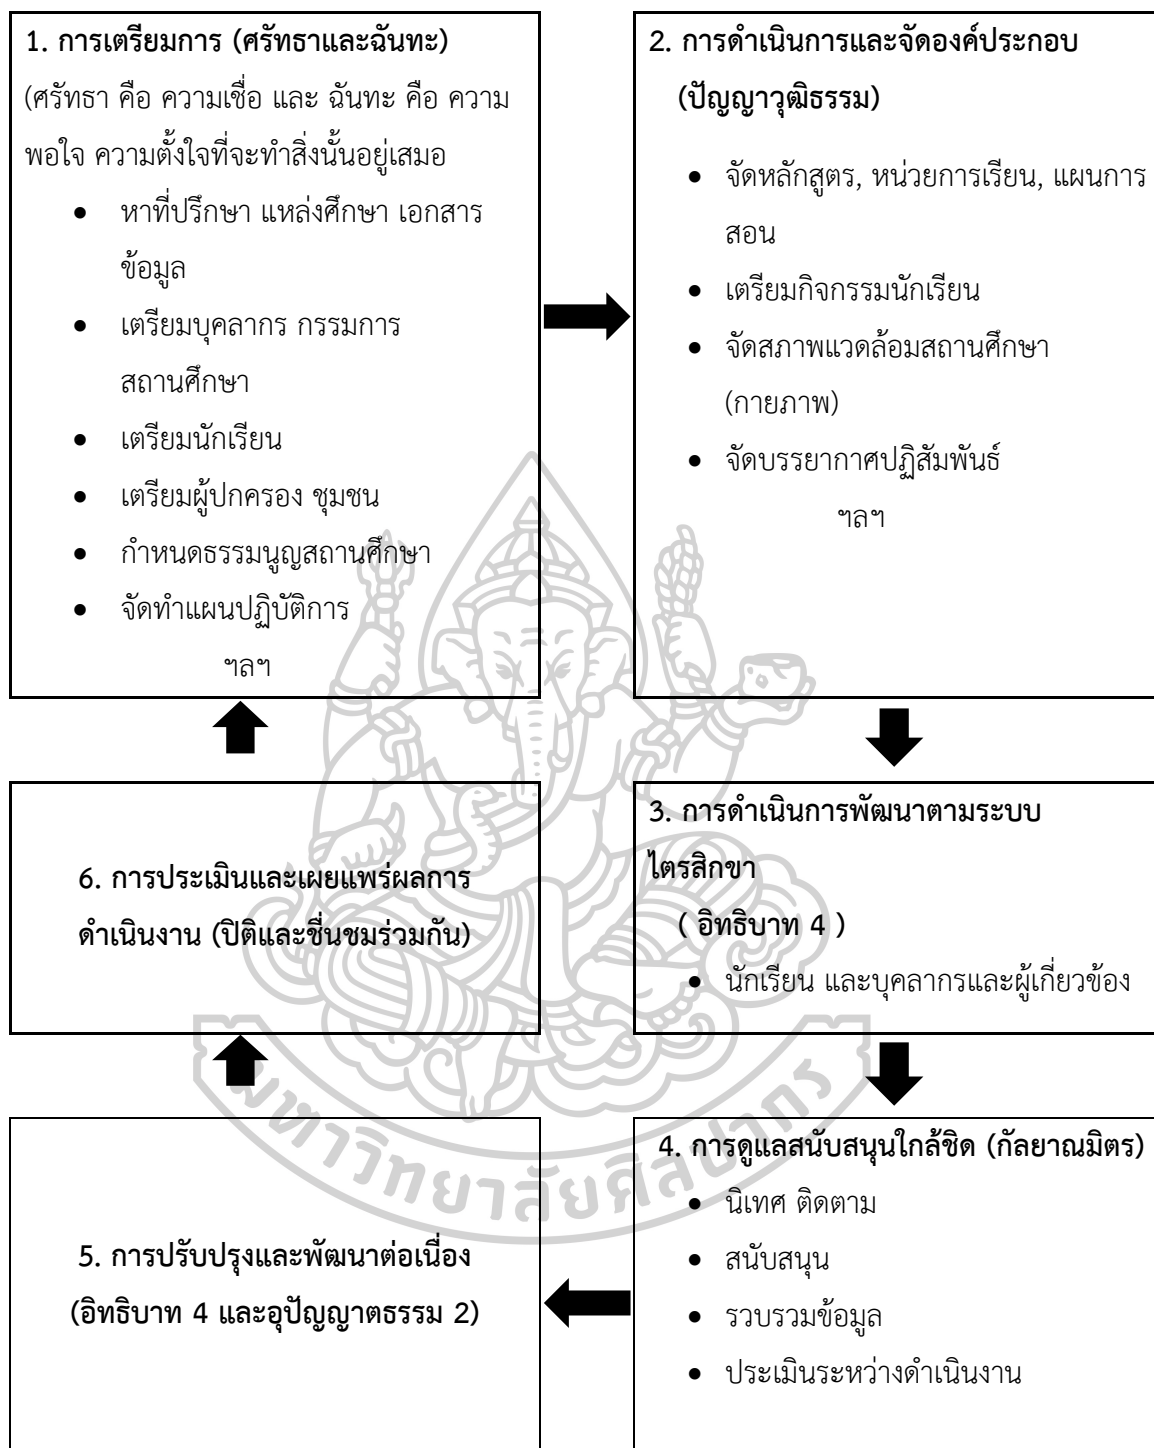 1. การเตรียมการ (ศรัทธาและฉันทะ)
(ศรัทธา คือ ความเชื่อ และ ฉันทะ คือ ความ
พอใจ ความตั้งใจที่จะทำสิ่งนั้นอยู่เสมอ
• หาที่ปรึกษา แหล่งศึกษา เอกสาร
ข้อมูล
• เตรียมบุคลากร กรรมการ
สถานศึกษา
• เตรียมนักเรียน
• เตรียมผู้ปกครอง ชุมชน
• กำหนดธรรมนูญสถานศึกษา
• จัดทำแผนปฏิบัติการ
ฯลฯ
2. การดำเนินการและจัดองค์ประกอบ
(ปัญญาวุฒิธรรม)
• จัดหลักสูตร, หน่วยการเรียน, แผนการ
สอน
• เตรียมกิจกรรมนักเรียน
• จัดสภาพแวดล้อมสถานศึกษา
(กายภาพ)
• จัดบรรยากาศปฏิสัมพันธ์
ฯลฯ
3. การดำเนินการพัฒนาตามระบบ
ไตรสิกขา
( อิทธิบาท 4 )
• นักเรียน และบุคลากรและผู้เกี่ยวข้อง
4. การดูแลสนับสนุนใกล้ชิด (กัลยาณมิตร)
• นิเทศ ติดตาม
• สนับสนุน
• รวบรวมข้อมูล
• ประเมินระหว่างดำเนินงาน
5. การปรับปรุงและพัฒนาต่อเนื่อง
(อิทธิบาท 4 และอุปัญญาตธรรม 2)
6. การประเมินและเผยแพร่ผลการ
ดำเนินงาน (ปิติและชื่นชมร่วมกัน)
มหาวิทยาลัยศิลปากร